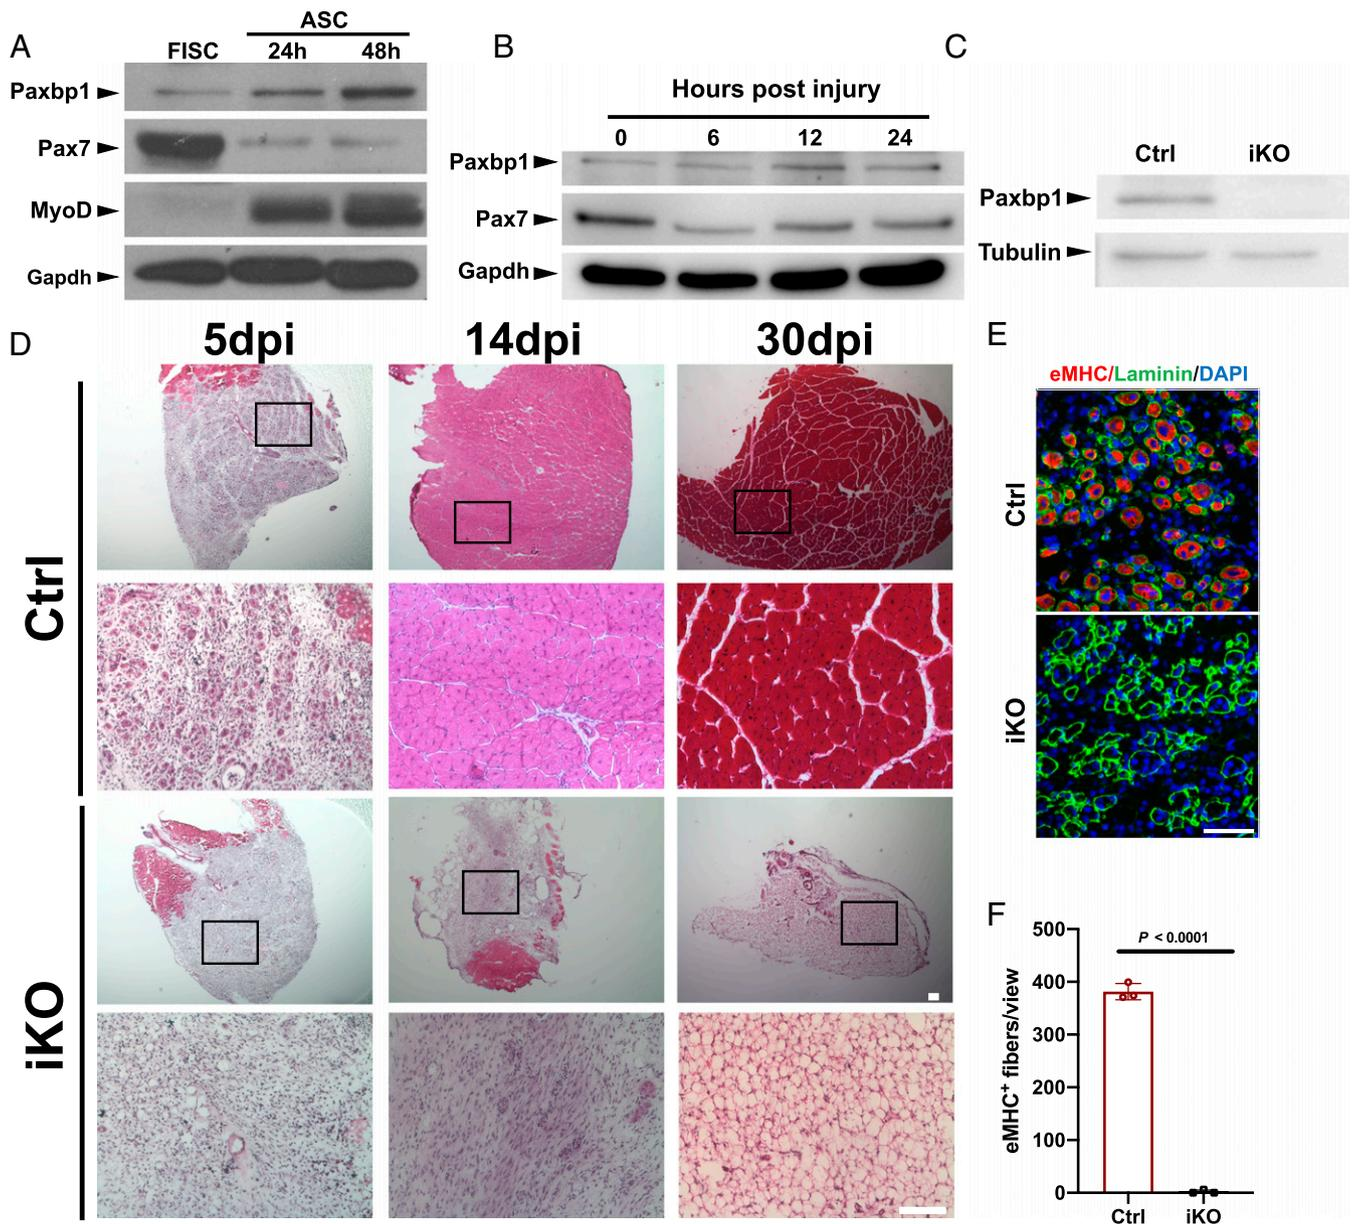 A
ASC
FISC 24h 48h
Paxbp1
Pax7
MyoD
Gapdh
B
Hours post injury
0 6 12 24
Paxbp1
Pax7
Gapdh
C
Ctrl iKO
Paxbp1
Tubulin
D
5dpi 14dpi 30dpi
Ctrl
iKO
E
eMHC/Laminin/DAPI
Ctrl
iKO
F
P < 0.0001
eMHC⁺ fibers/view
500
400
300
200
100
0
Ctrl iKO